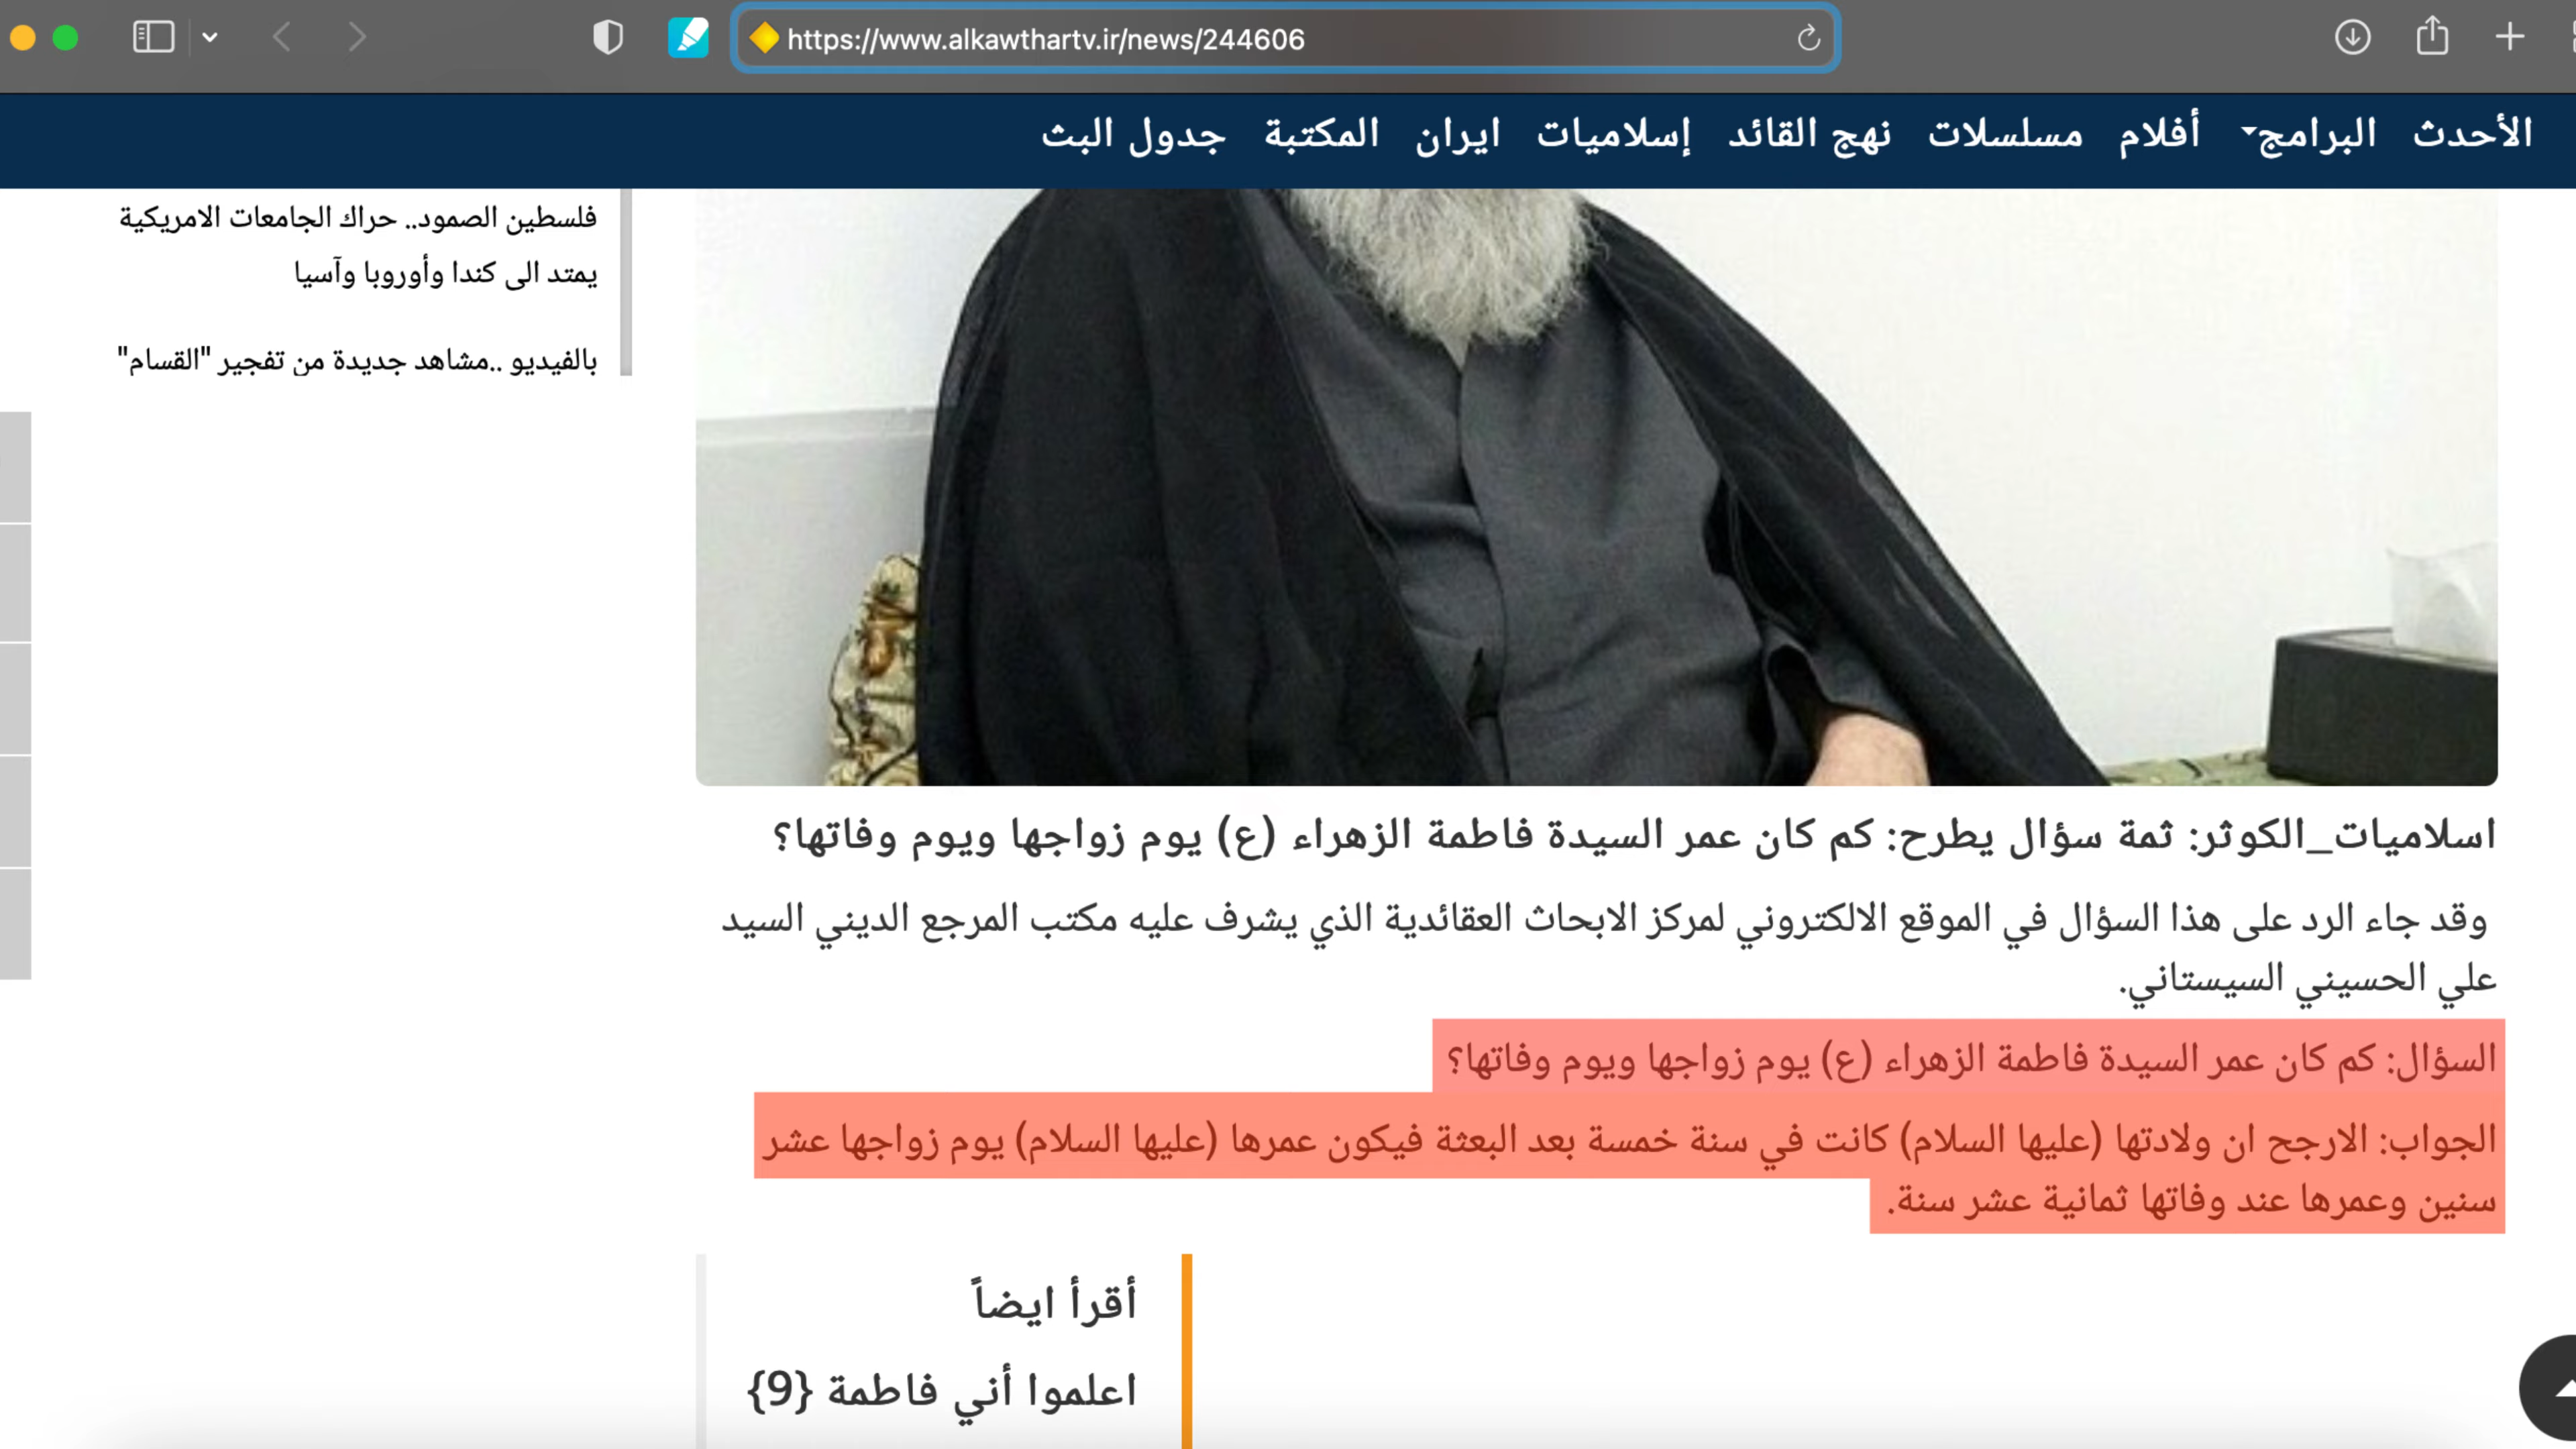 https://www.alkawthartv.ir/news/244606
الأحدث البرامج أفلام مسلسلات نهج القائد إسلاميات ايران المكتبة جدول البث
فلسطين الصمود.. حراك الجامعات الامريكية
يمتد الى كندا وأوروبا وآسيا
بالفيديو ..مشاهد جديدة من تفجير "القسام"
اسلاميات_الكوثر: ثمة سؤال يطرح: كم كان عمر السيدة فاطمة الزهراء (ع) يوم زواجها ويوم وفاتها؟
وقد جاء الرد على هذا السؤال في الموقع الالكتروني لمركز الابحاث العقائدية الذي يشرف عليه مكتب المرجع الديني السيد
علي الحسيني السيستاني.
السؤال: كم كان عمر السيدة فاطمة الزهراء (ع) يوم زواجها ويوم وفاتها؟
الجواب: الارجح ان ولادتها (عليها السلام) كانت في سنة خمسة بعد البعثة فيكون عمرها (عليها السلام) يوم زواجها عشر
سنين وعمرها عند وفاتها ثمانية عشر سنة.
أقرأ ايضاً
اعلموا أني فاطمة {9}